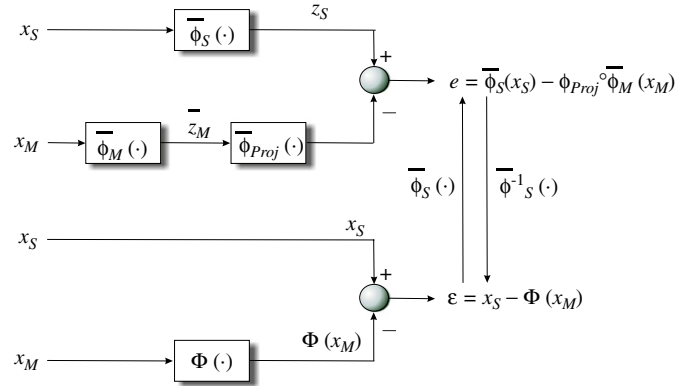 x_S ϕ̅_S (·) z_S
+
e = ϕ̅_S(x_S) – ϕ_Proj° ϕ̅_M (x_M)
–
x_M ϕ̅_M (·) z̅_M ϕ̅_Proj (·)
ϕ̅_S (·) ϕ̅^-1_S (·)
x_S x_S
+
ε = x_S – Φ (x_M)
–
x_M Φ (·) Φ (x_M)